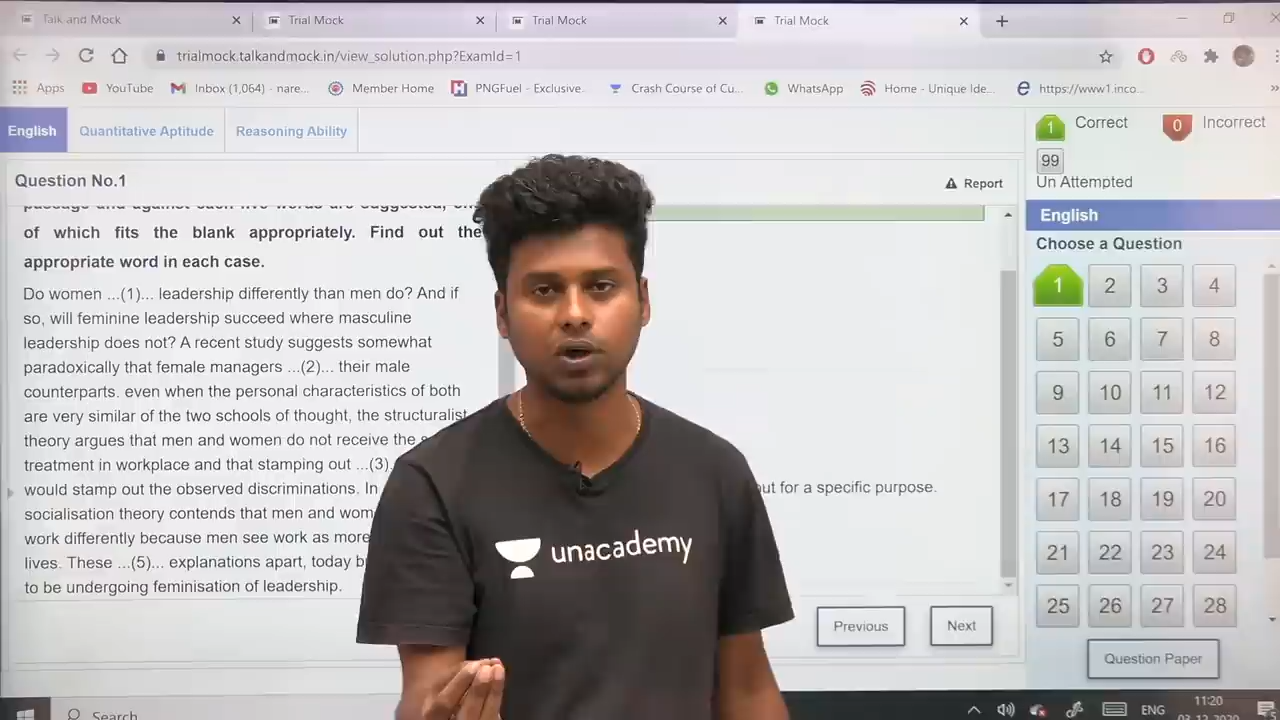 Talk and Mock
Trial Mock
Trial Mock
Trial Mock
trialmock.talkandmock.in/view_solution.php?ExamId=1
Apps
YouTube
Inbox (1,064) - nare...
Member Home
PNGFuel - Exclusive...
Crash Course of Cu...
WhatsApp
Home - Unique Ide...
https://www1.inco...
English
Quantitative Aptitude
Reasoning Ability
1
Correct
0
Incorrect
99
Un Attempted
Question No.1
Report
passage and against each five words are suggested,
of which fits the blank appropriately. Find out the
appropriate word in each case.
Do women ...(1)... leadership differently than men do? And if
so, will feminine leadership succeed where masculine
leadership does not? A recent study suggests somewhat
paradoxically that female managers ...(2)... their male
counterparts. even when the personal characteristics of both
are very similar of the two schools of thought, the structuralist
theory argues that men and women do not receive the
treatment in workplace and that stamping out ...(3).
would stamp out the observed discriminations. In
socialisation theory contends that men and wom
work differently because men see work as more
lives. These ...(5)... explanations apart, today b
to be undergoing feminisation of leadership.
out for a specific purpose.
Previous
Next
English
Choose a Question
1 2 3 4
5 6 7 8
9 10 11 12
13 14 15 16
17 18 19 20
21 22 23 24
25 26 27 28
Question Paper
unacademy
Search
ENG
11:20
03-12-2020